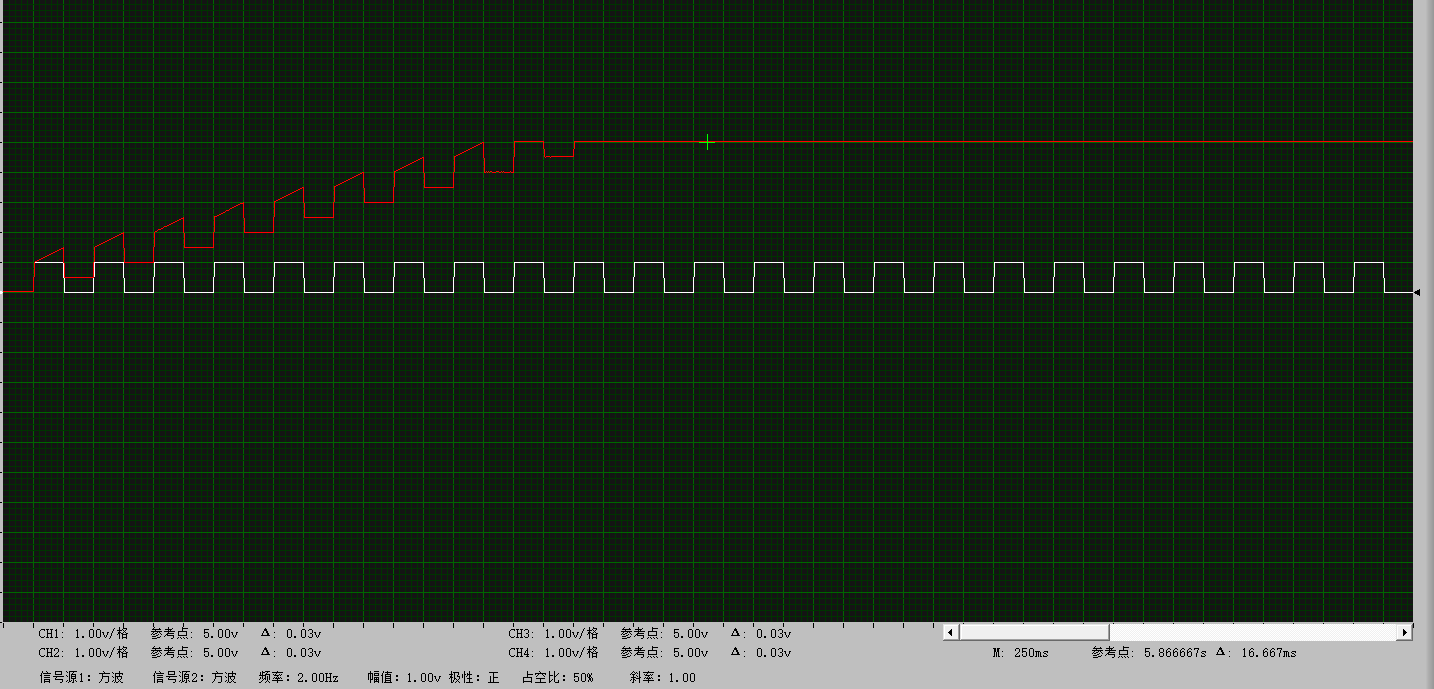 CH1: 1.00v/格 参考点: 5.00v Δ: 0.03v CH3: 1.00v/格 参考点: 5.00v Δ: 0.03v
CH2: 1.00v/格 参考点: 5.00v Δ: 0.03v CH4: 1.00v/格 参考点: 5.00v Δ: 0.03v M: 250ms 参考点: 5.866667s Δ: 16.667ms
信号源1: 方波 信号源2: 方波 频率: 2.00Hz 幅值: 1.00v 极性: 正 占空比: 50% 斜率: 1.00